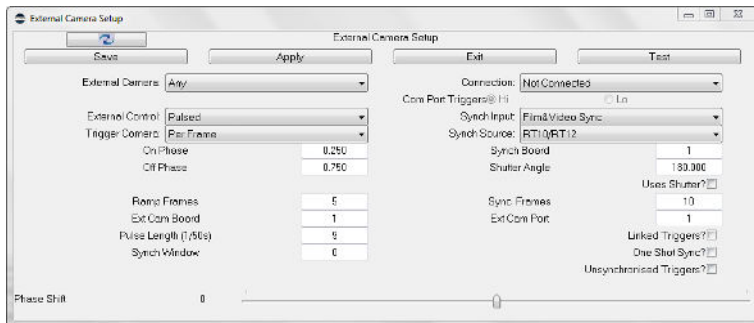 External Camera Setup
External Camera Setup
Save Apply Exit Test
External Camera: Any Connection: Not Connected
Com Port Triggers Hi Lo
External Control: Pulsed Synch Input: Film&Video Sync
Trigger Camera: Per Frame Synch Source: RT10/RT12
On Phase 0.250 Synch Board 1
Off Phase 0.750 Shutter Angle 180.000
Uses Shutter?
Ramp Frames 5 Sync Frames 10
Ext Cam Board 1 Ext Cam Port 1
Pulse Length (1/50s) 9 Linked Triggers?
Synch Window 0 One Shot Sync?
Unsynchronised Triggers?
Phase Shift 0